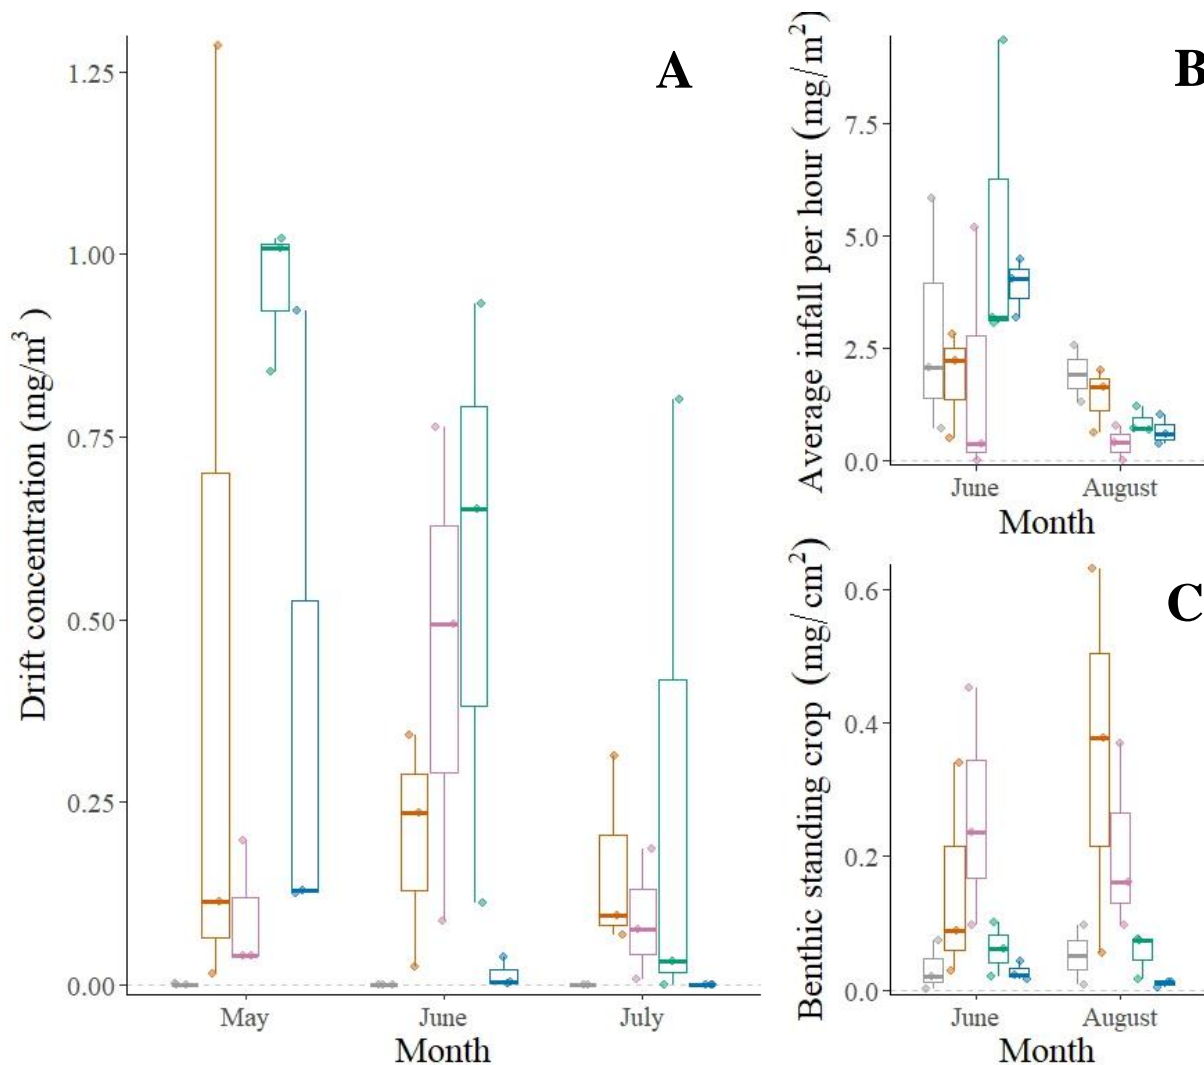 A
Drift concentration (mg/m³)
1.25
1.00
0.75
0.50
0.25
0.00
May June July
Month
B
Average infall per hour (mg/m²)
7.5
5.0
2.5
0.0
June August
Month
C
Benthic standing crop (mg/cm²)
0.6
0.4
0.2
0.0
June August
Month